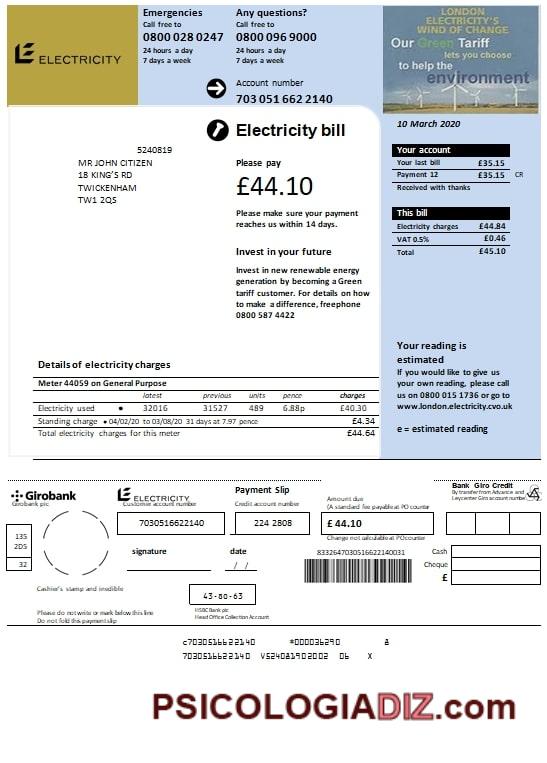 ELECTRICITY
Emergencies
Call free to
0800 028 0247
24 hours a day
7 days a week
Any questions?
Call free to
0800 096 9000
24 hours a day
7 days a week
Account number
703 051 662 2140
LONDON
ELECTRICITY'S
WIND OF CHANGE
Our Green Tariff
lets you choose
to help the
environment
Electricity bill
5240819
MR JOHN CITIZEN
18 KING'S RD
TWICKENHAM
TW1 2QS
Please pay
£44.10
Please make sure your payment
reaches us within 14 days.
Invest in your future
Invest in new renewable energy
generation by becoming a Green
tariff customer. For details on how
to make a difference, freephone
0800 587 4422
10 March 2020
Your account
Your last bill £35.15
Payment 12 £35.15 CR
Received with thanks
This bill
Electricity charges £44.84
VAT 0.5% £0.46
Total £45.10
Your reading is
estimated
If you would like to give us
your own reading, please call
us on 0800 015 1736 or go to
www.london.electricity.cvo.uk
e = estimated reading
Details of electricity charges
Meter 44059 on General Purpose
latest previous units pence charges
Electricity used • 32016 31527 489 6.88p £40.30
Standing charge • 04/02/20 to 03/08/20 31 days at 7.97 pence £4.34
Total electricity charges for this meter £44.64
Girobank
Girobank plc
ELECTRICITY
Customer account number
7030516622140
Payment Slip
Credit account number
224 2808
Amount due
(A standard fee payable at PO counter
£ 44.10
Change not calculable at PO counter
Bank Giro Credit
By transfer from Advance and
Leycenter Giro account number
135
2D5
32
signature
date
/ /
8332647030516622140031
Cash
Cheque
£
Cashier's stamp and inedible
43-80-63
HSBC Bank plc
Head Office Collection Account
Please do not write or mark below this line
Do not fold this payment slip
c7030516622140 *000036290 8
7030516622140 V524081902002 06 X
PSICOLOGIADIZ.com